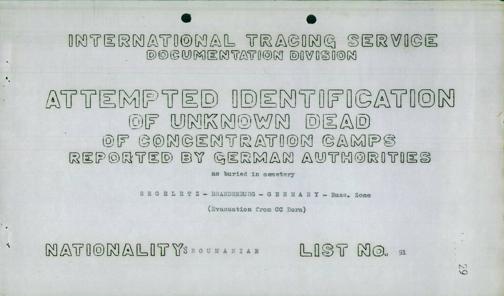 INTERNATIONAL TRACING SERVICE
DOCUMENTATION DIVISION
ATTEMPTED IDENTIFICATION
OF UNKNOWN DEAD
OF CONCENTRATION CAMPS
REPORTED BY GERMAN AUTHORITIES
as buried in cemetery
SEGELETZ - BRANDENBURG - GERMANY - Russ. Zone
(Evacuation from CC Dora)
NATIONALITY: ROUMANIAN LIST No. 91
29